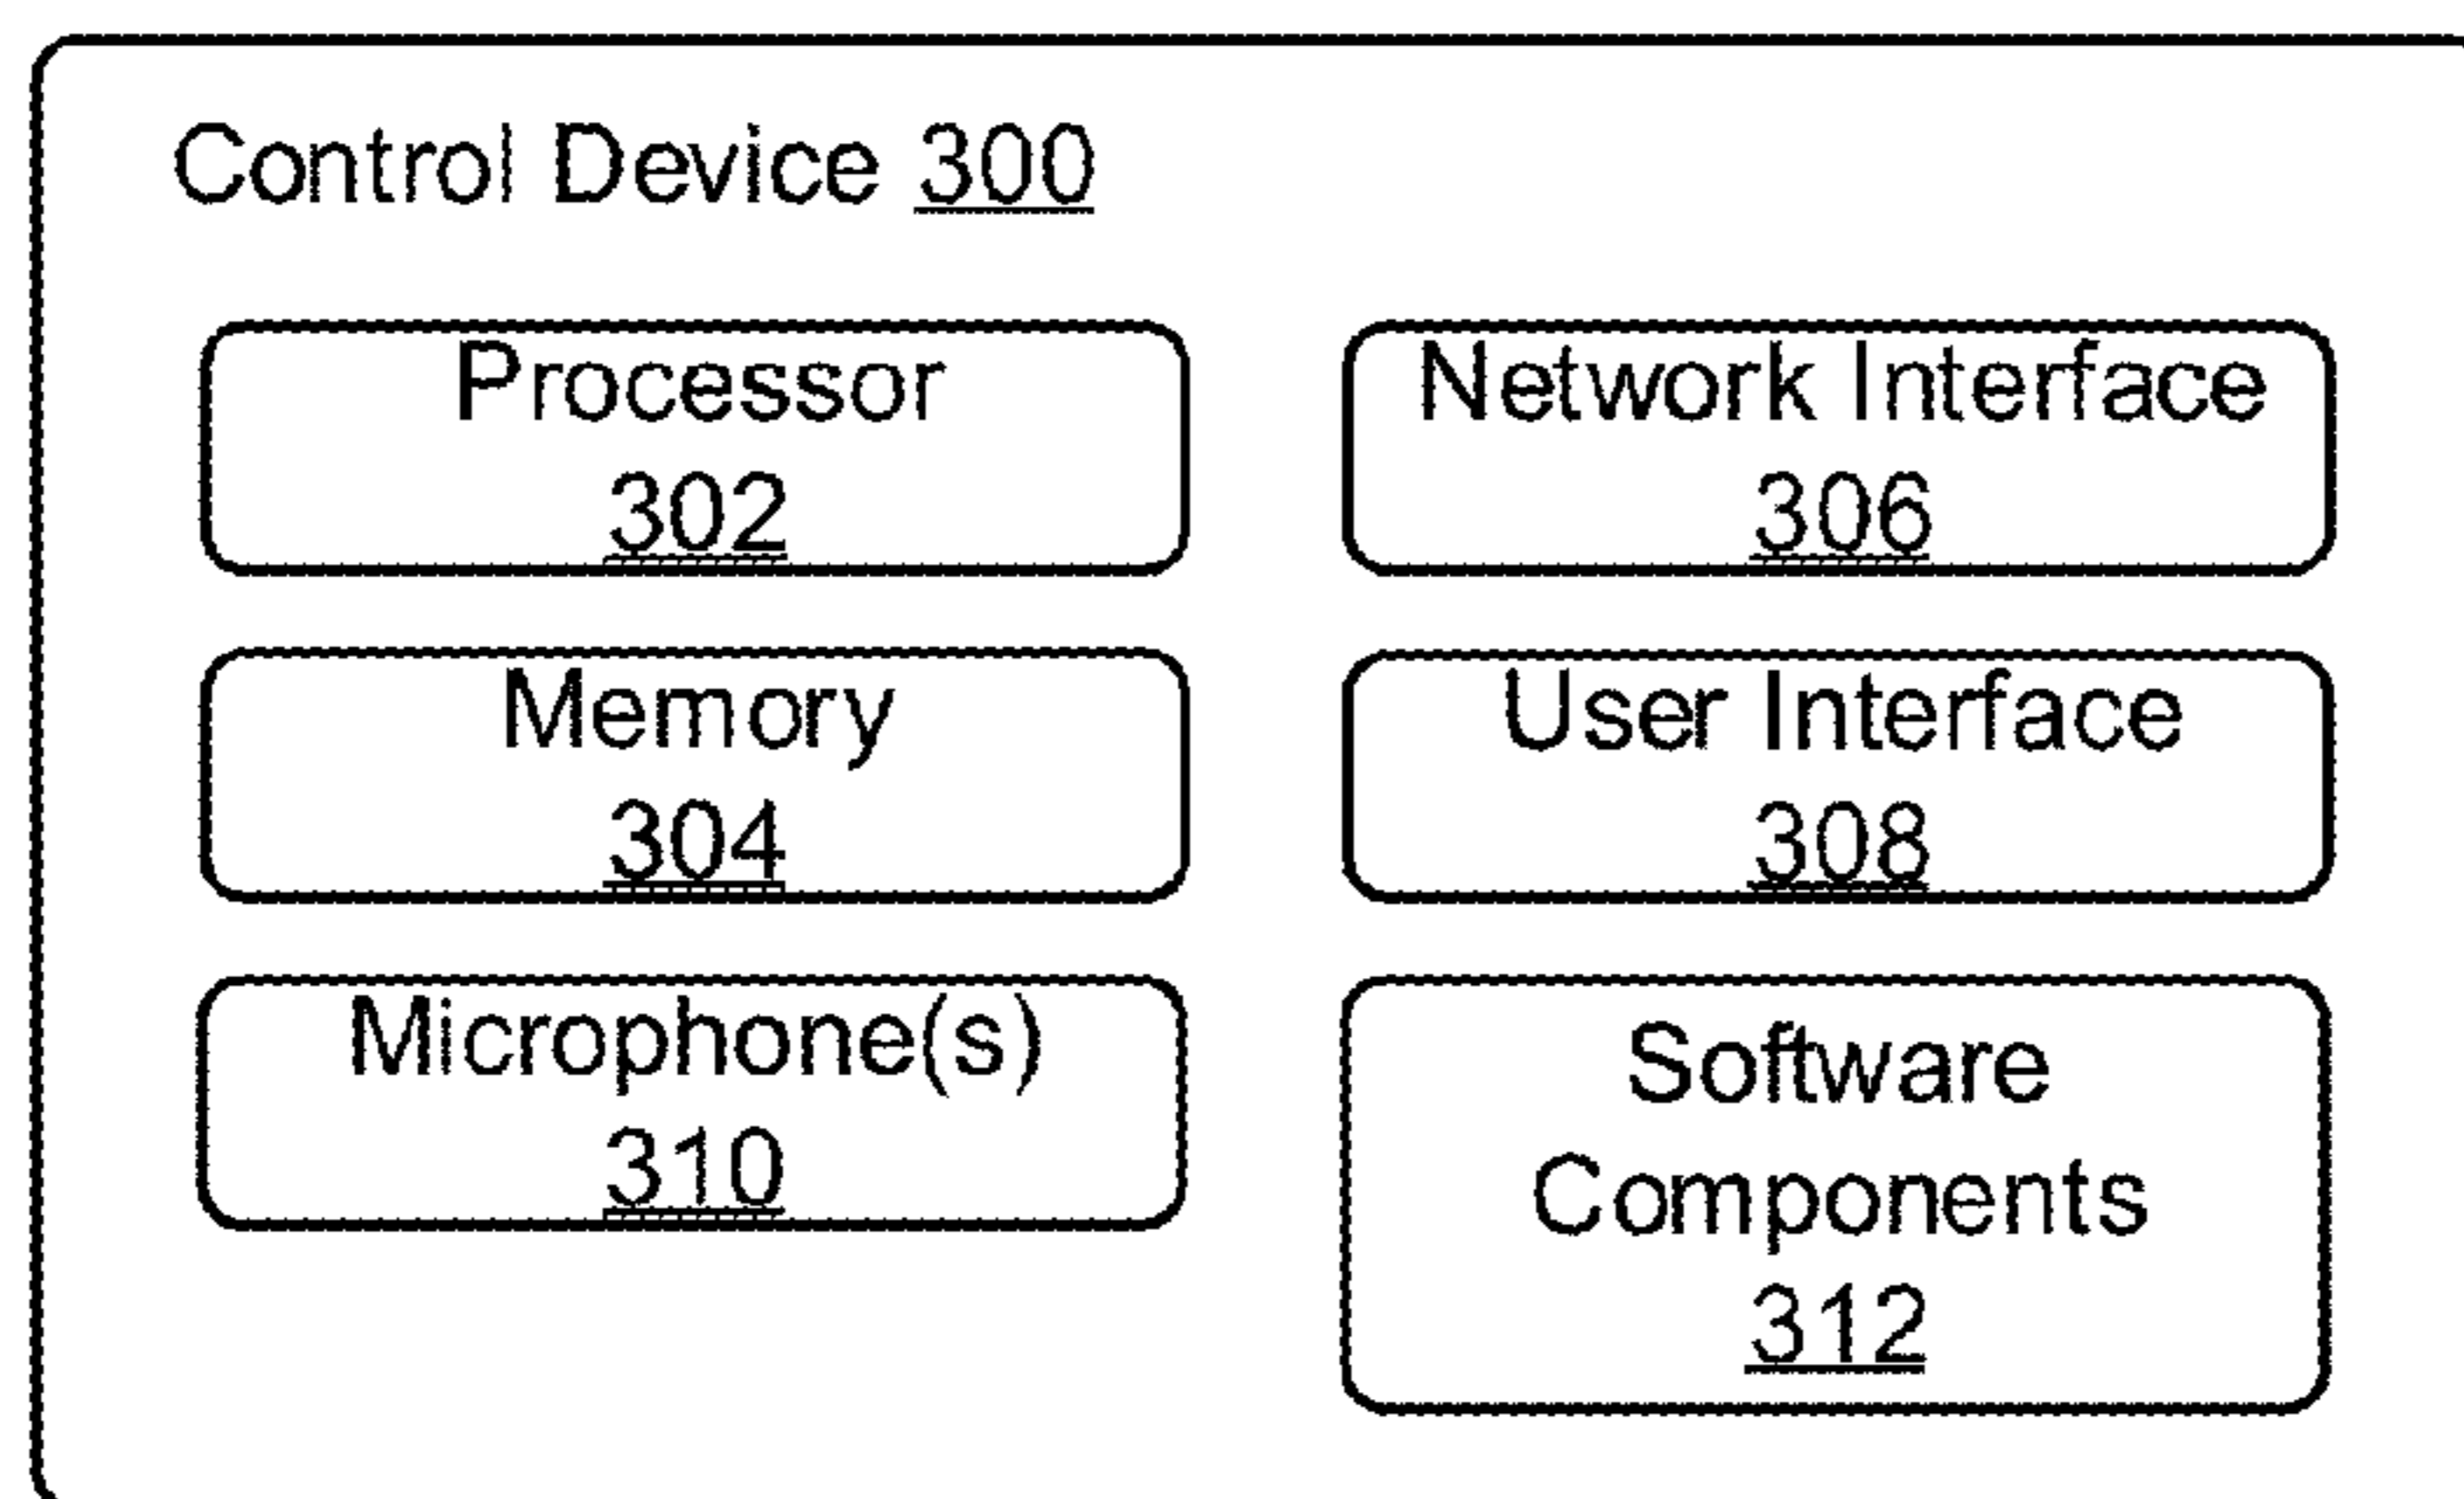 Control Device 300
Processor
302
Network Interface
306
Memory
304
User Interface
308
Microphone(s)
310
Software
Components
312